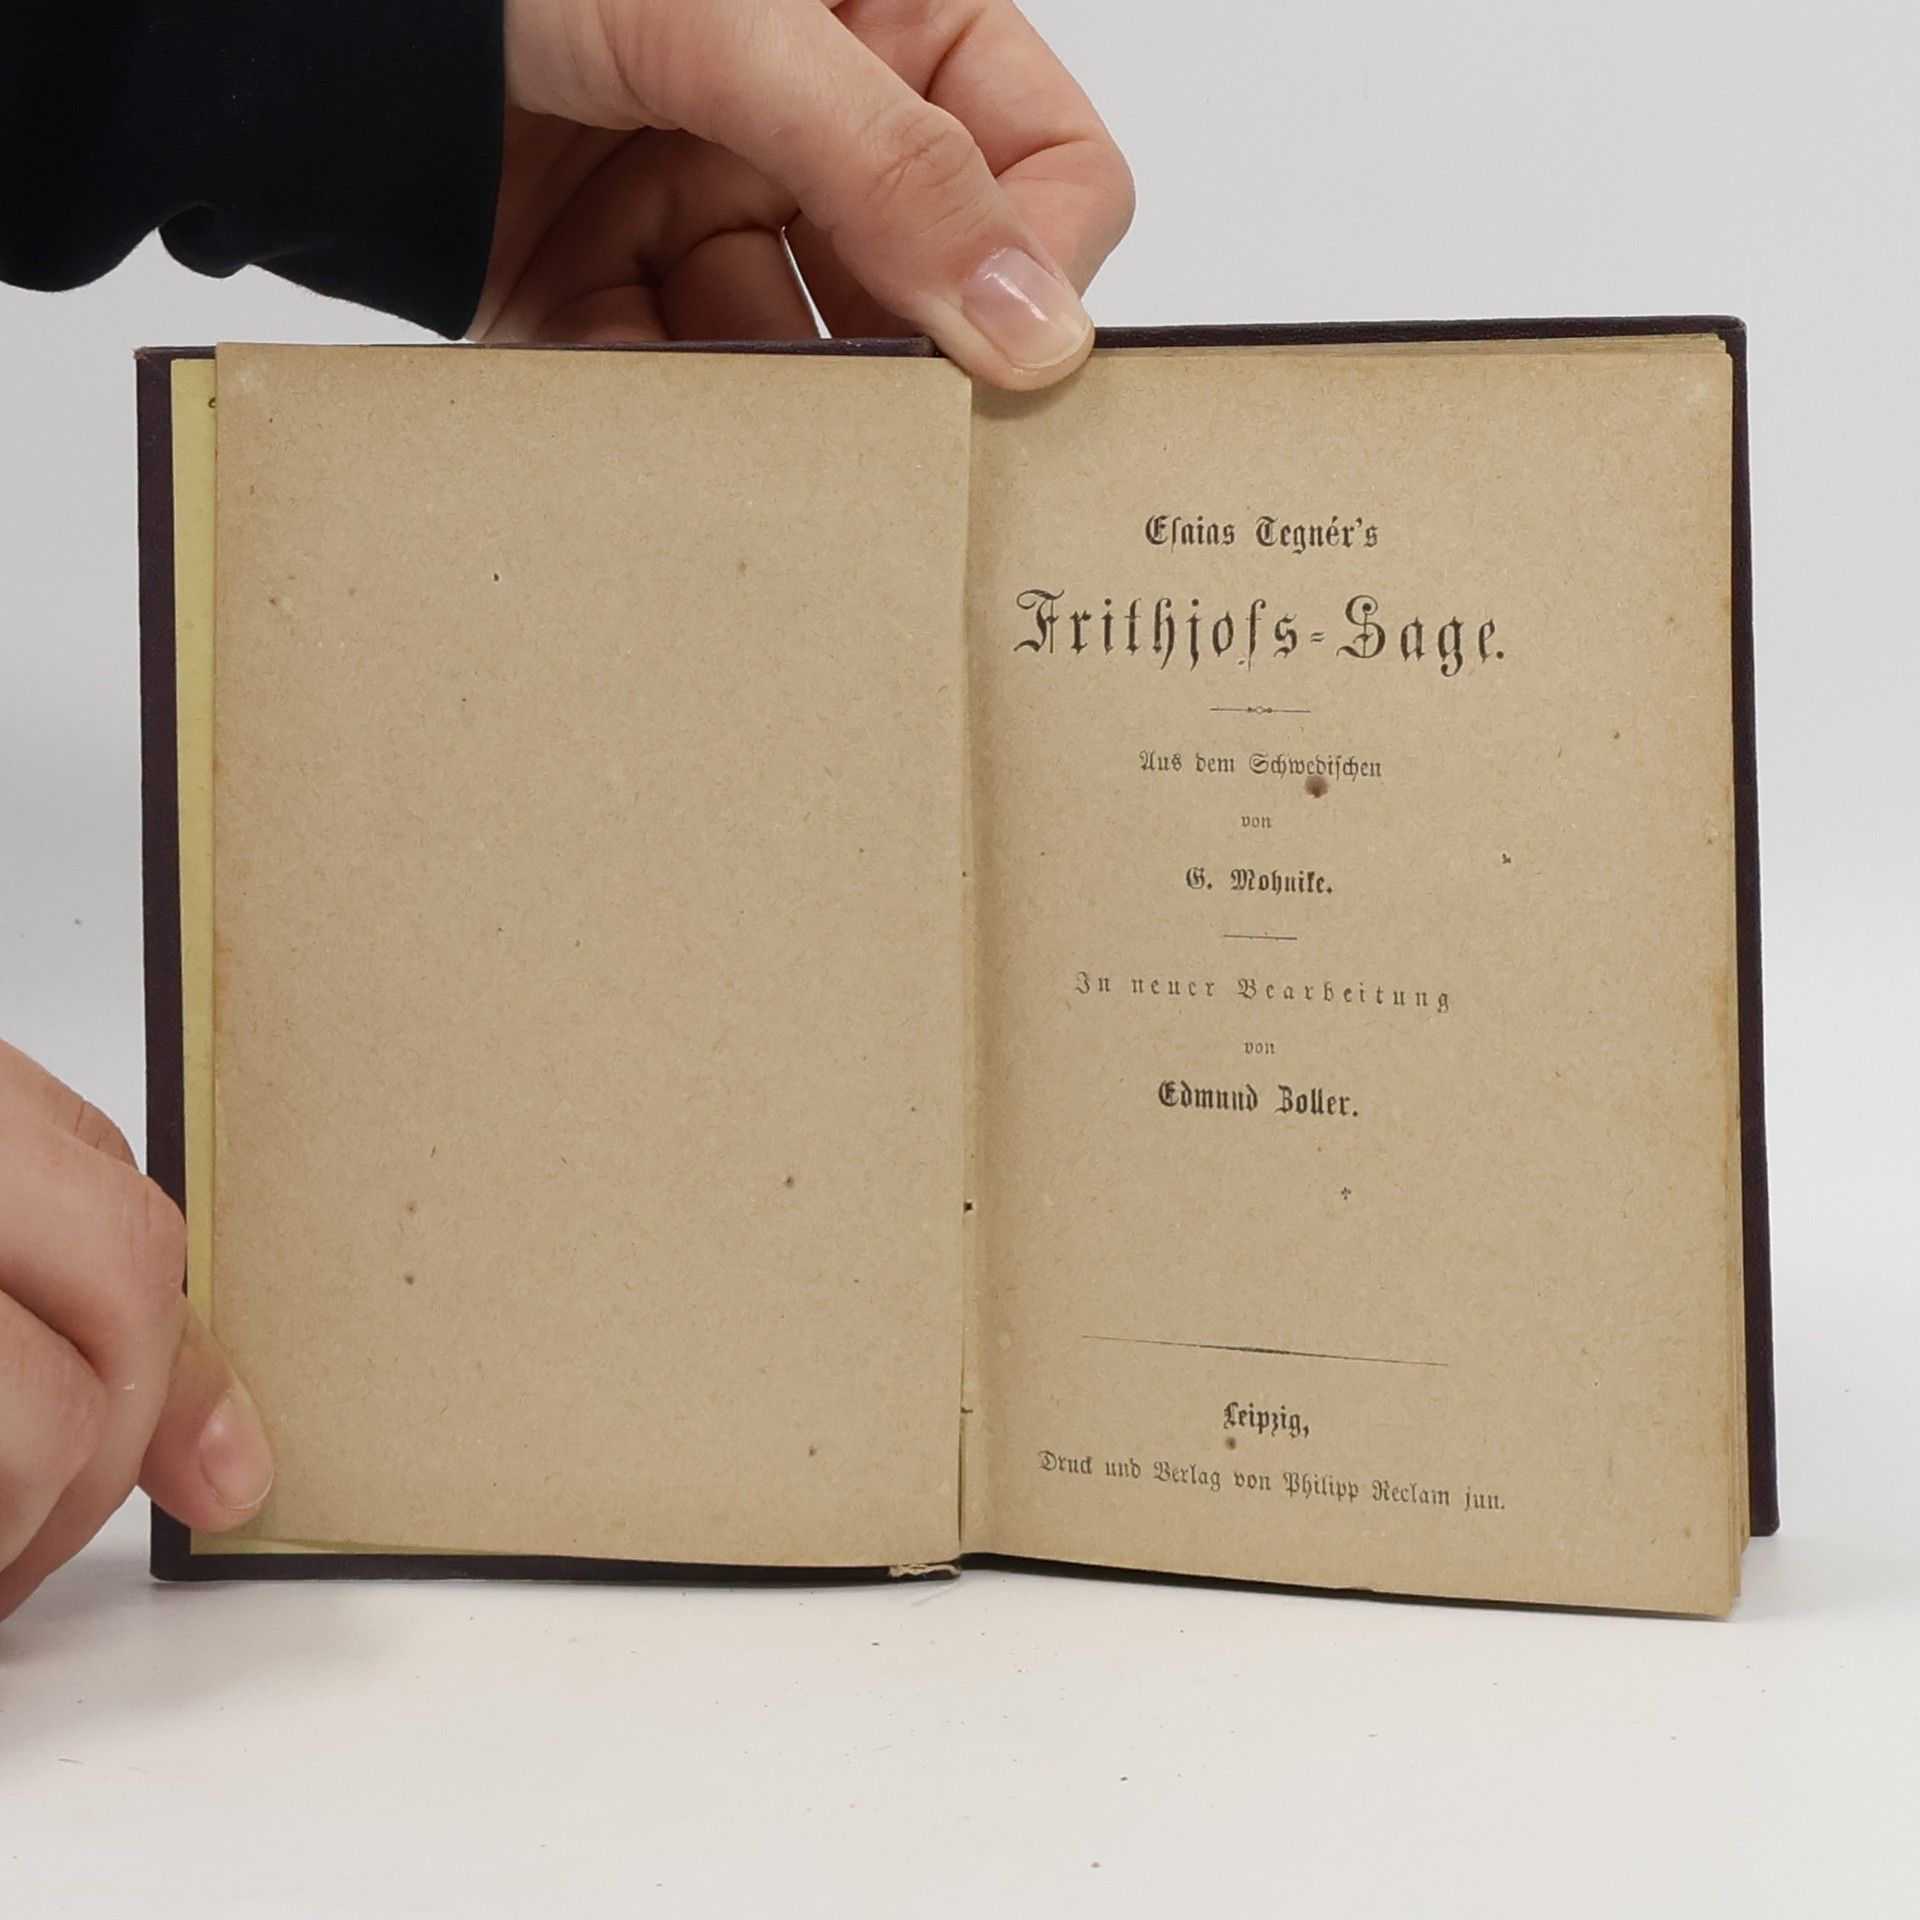 Esaias Tegnér's
Frithjofs-Sage.
Aus dem Schwedischen
von
G. Mohnike.
In neuer Bearbeitung
von
Edmund Zoller.
Leipzig,
Druck und Verlag von Philipp Reclam jun.